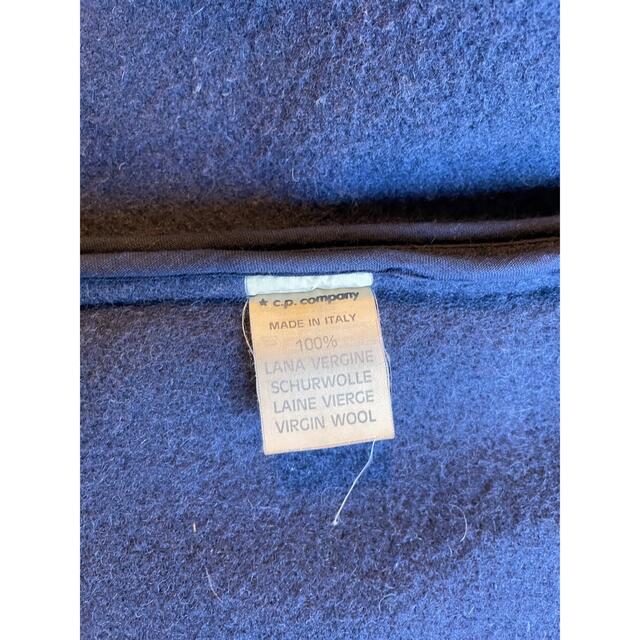 ★ c.p. company
MADE IN ITALY
100%
LANA VERGINE
SCHURWOLLE
LAINE VIERGE
VIRGIN WOOL